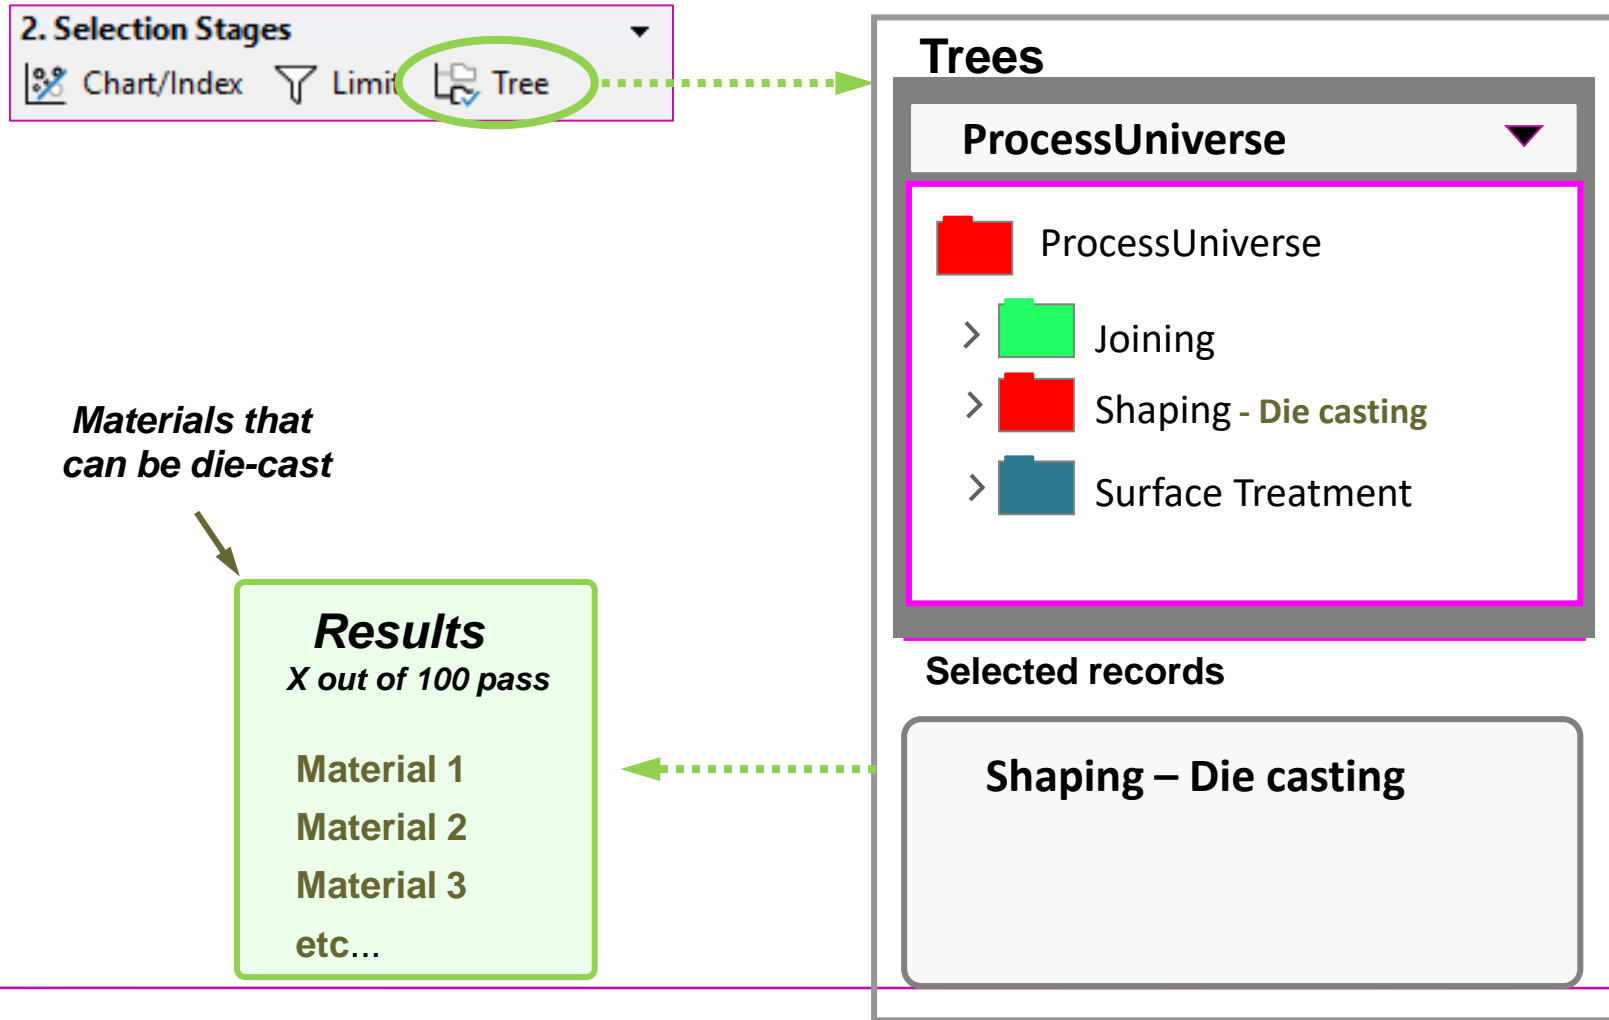 2. Selection Stages
Chart/Index Limit Tree
Trees
ProcessUniverse
ProcessUniverse
Joining
Shaping - Die casting
Surface Treatment
Materials that
can be die-cast
Results
X out of 100 pass
Material 1
Material 2
Material 3
etc...
Selected records
Shaping – Die casting